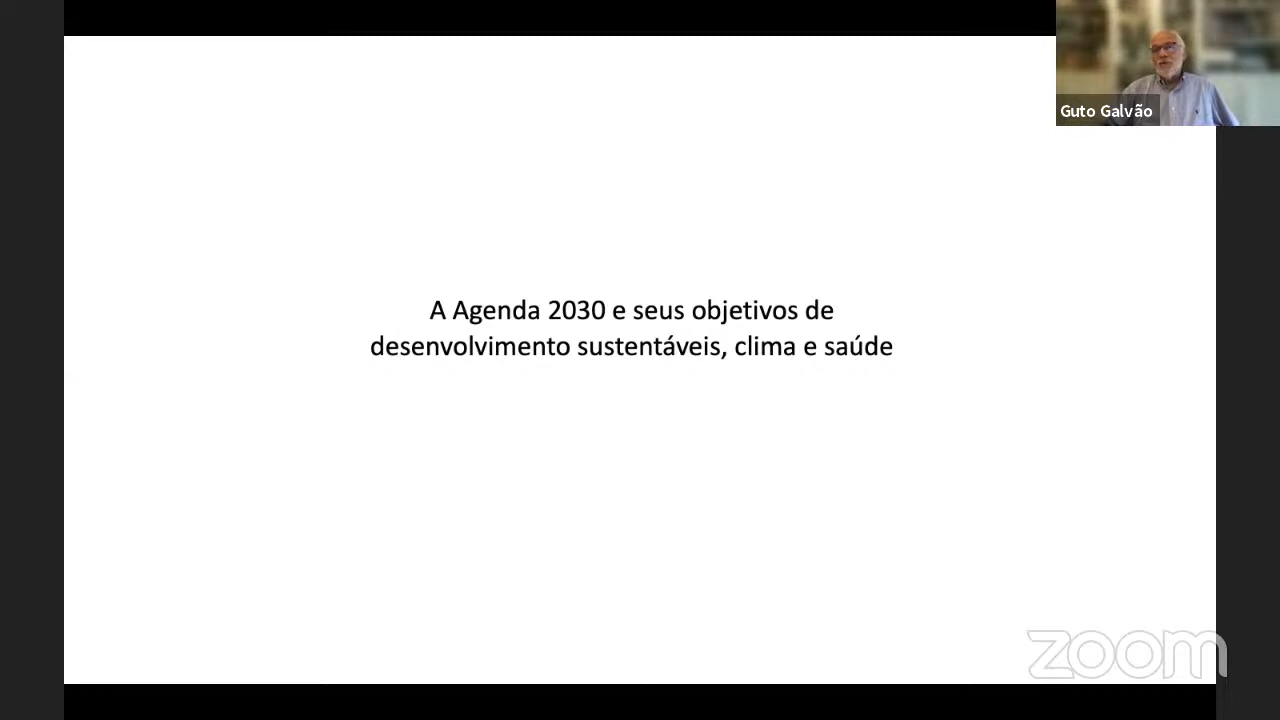 Guto Galvão
A Agenda 2030 e seus objetivos de
desenvolvimento sustentáveis, clima e saúde
zoom